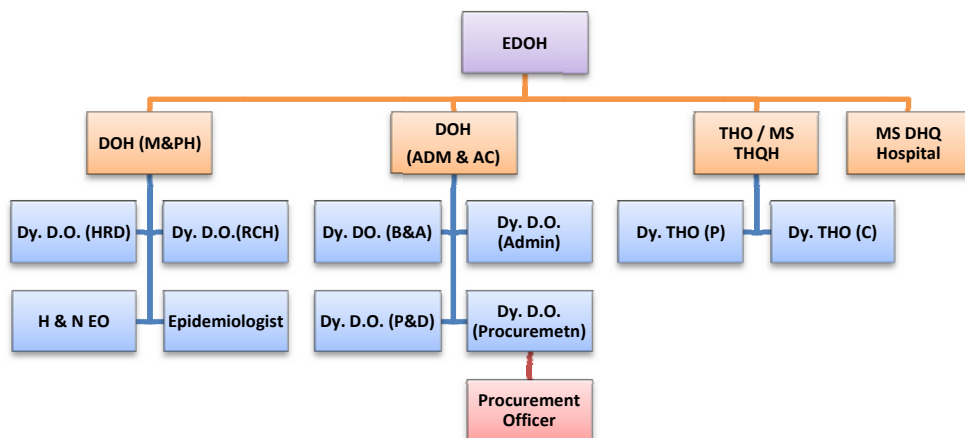 EDOH
DOH (M&PH)
DOH
(ADM & AC)
THO / MS
THQH
MS DHQ
Hospital
Dy. D.O. (HRD)
Dy. D.O.(RCH)
Dy. DO. (B&A)
Dy. D.O.
(Admin)
Dy. THO (P)
Dy. THO (C)
H & N EO
Epidemiologist
Dy. D.O. (P&D)
Dy. D.O.
(Procuremetn)
Procurement
Officer